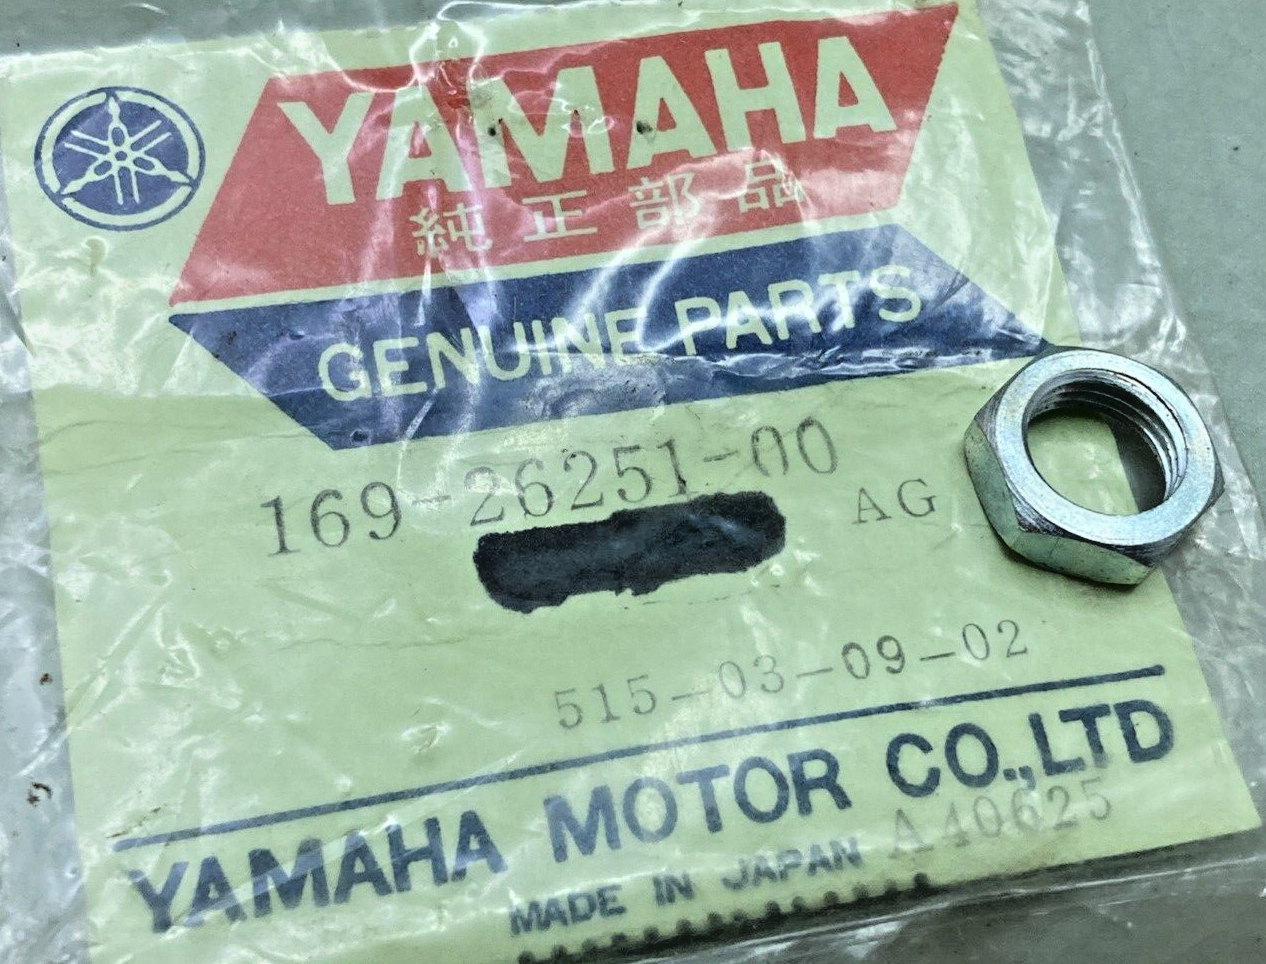 YAMAHA
純正部品
GENUINE PARTS
169-26251-00
AG
515-03-09-02
YAMAHA MOTOR CO.,LTD
MADE IN JAPAN A40625